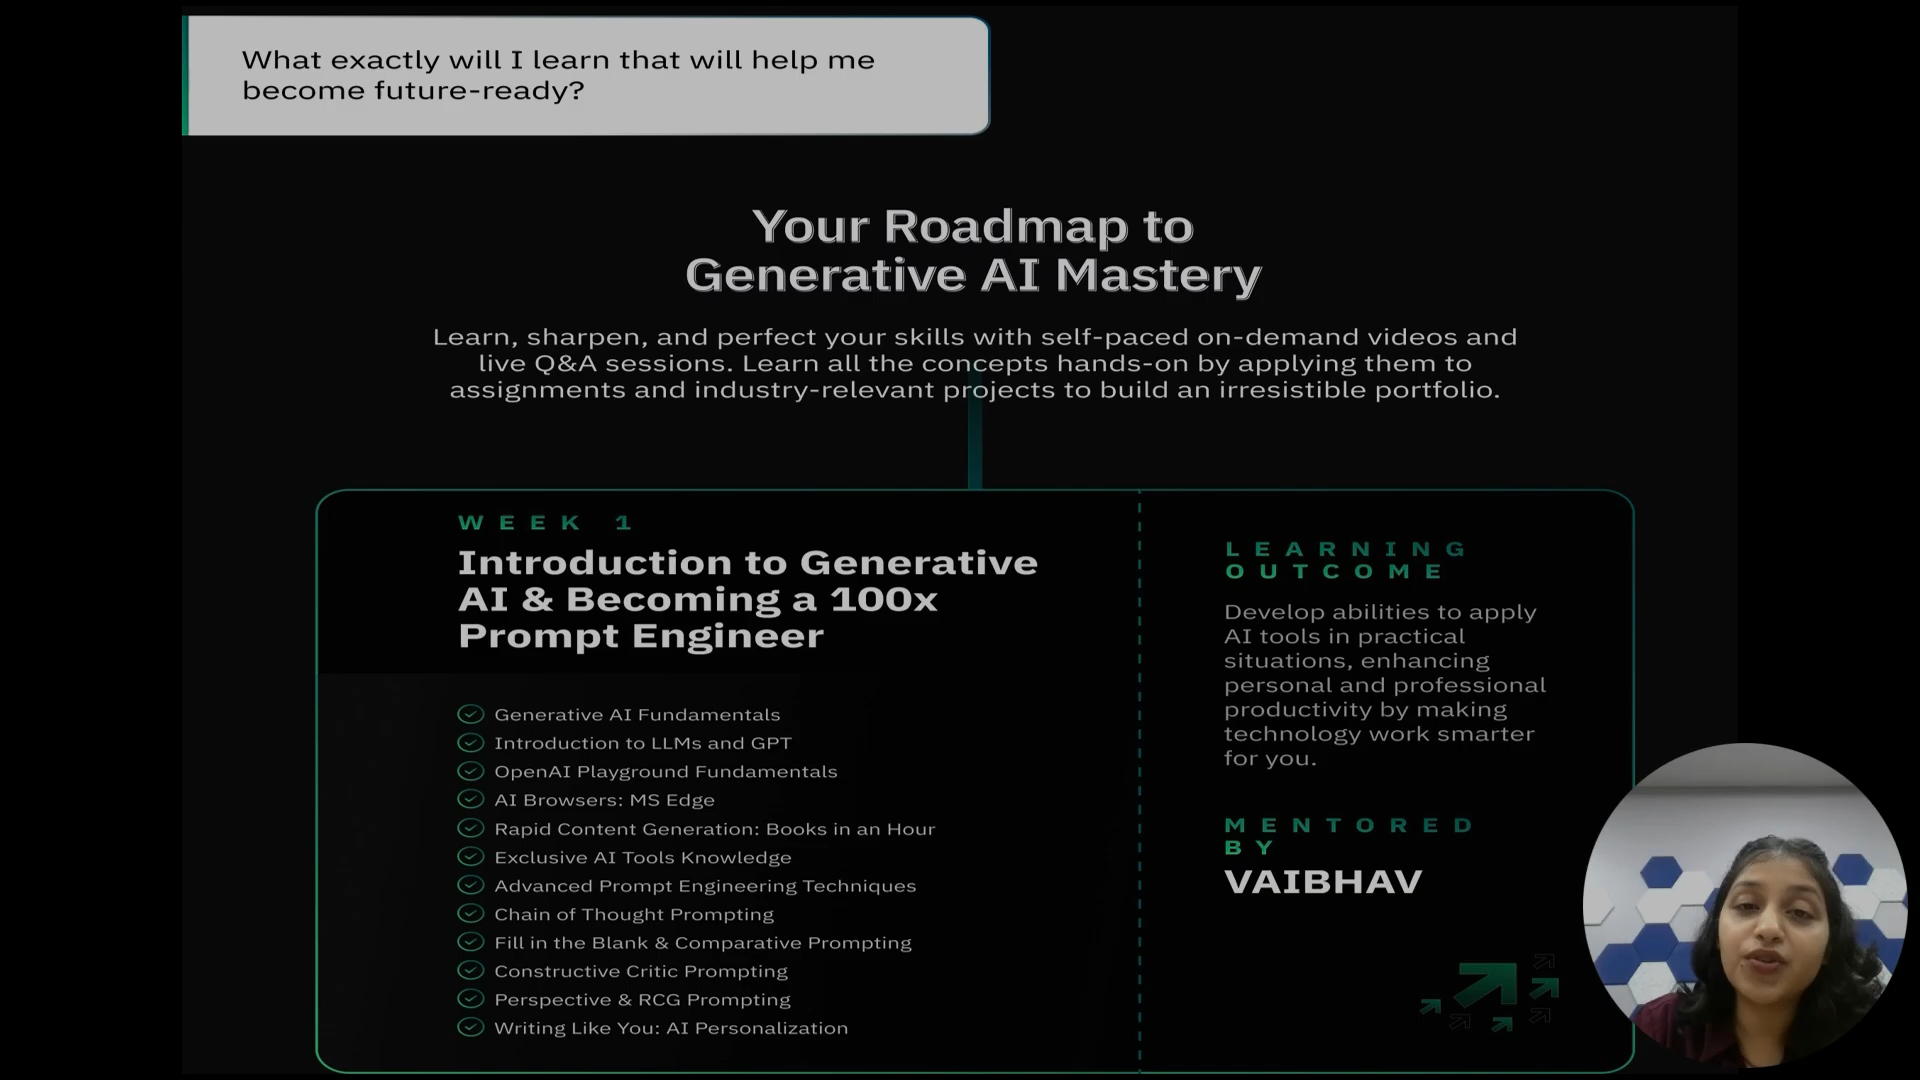 What exactly will I learn that will help me
become future-ready?
Your Roadmap to
Generative AI Mastery
Learn, sharpen, and perfect your skills with self-paced on-demand videos and
live Q&A sessions. Learn all the concepts hands-on by applying them to
assignments and industry-relevant projects to build an irresistible portfolio.
WEEK 1
Introduction to Generative
AI & Becoming a 100x
Prompt Engineer
Generative AI Fundamentals
Introduction to LLMs and GPT
OpenAI Playground Fundamentals
AI Browsers: MS Edge
Rapid Content Generation: Books in an Hour
Exclusive AI Tools Knowledge
Advanced Prompt Engineering Techniques
Chain of Thought Prompting
Fill in the Blank & Comparative Prompting
Constructive Critic Prompting
Perspective & RCG Prompting
Writing Like You: AI Personalization
LEARNING
OUTCOME
Develop abilities to apply
AI tools in practical
situations, enhancing
personal and professional
productivity by making
technology work smarter
for you.
MENTORED
BY
VAIBHAV